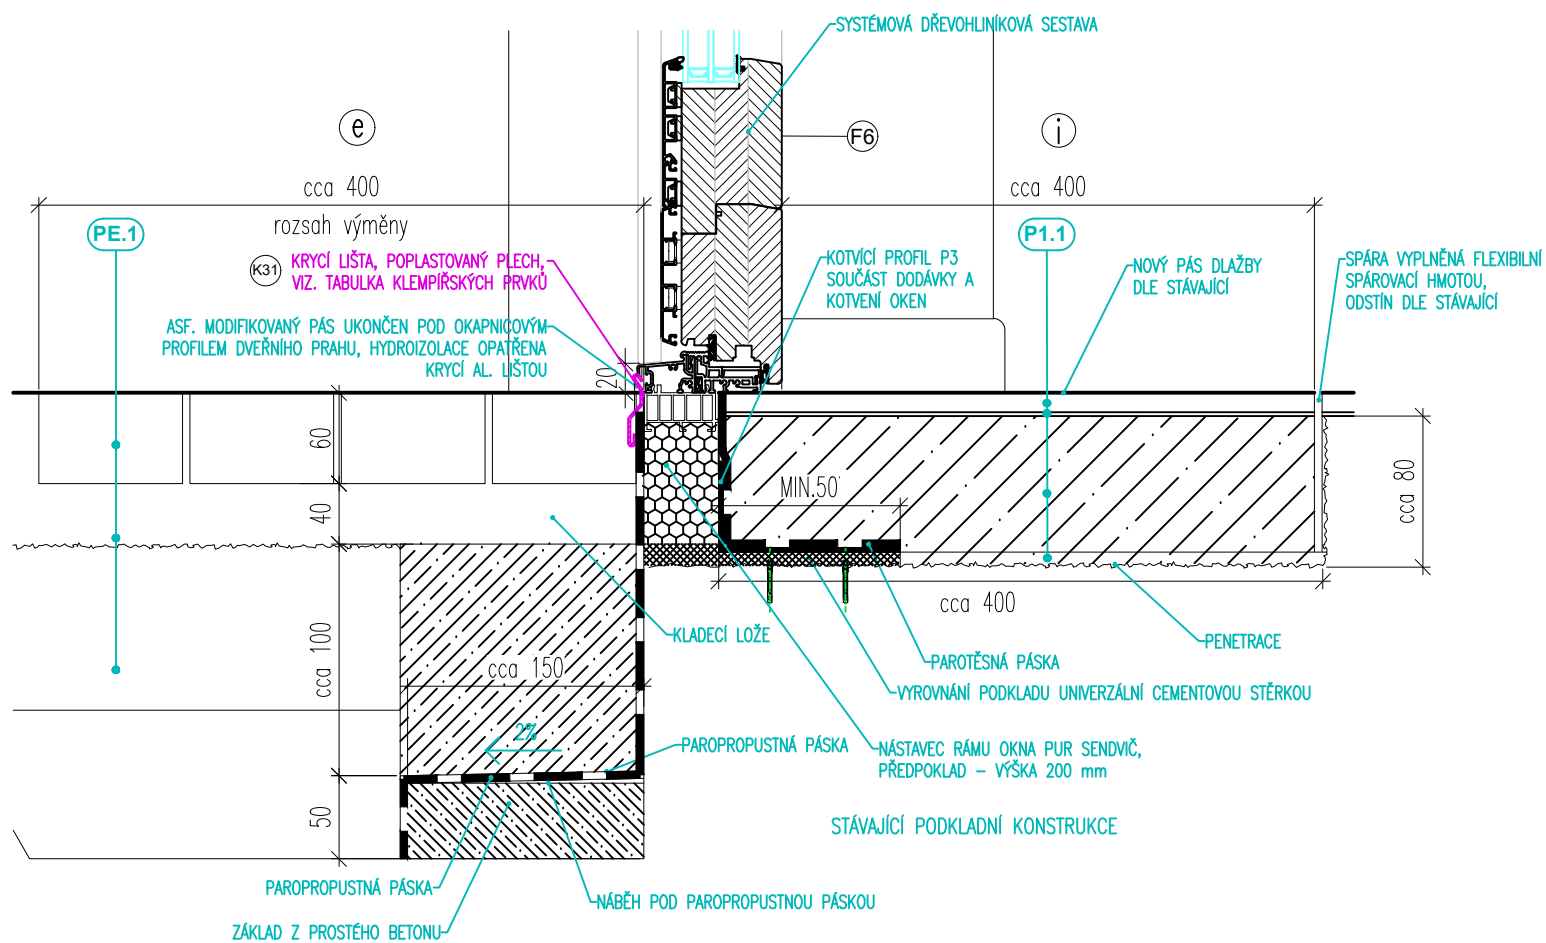 SYSTÉMOVÁ DŘEVOHLINÍKOVÁ SESTAVA
e
F6
i
cca 400
cca 400
rozsah výměny
PE.1
P1.1
K31
KRYCÍ LIŠTA, POPLASTOVANÝ PLECH,
VIZ. TABULKA KLEMPÍŘSKÝCH PRVKŮ
KOTVÍCÍ PROFIL P3
SOUČÁST DODÁVKY A
KOTVENÍ OKEN
NOVÝ PÁS DLAŽBY
DLE STÁVAJÍCÍ
SPÁRA VYPLNĚNÁ FLEXIBILNÍ
SPÁROVACÍ HMOTOU,
ODSTÍN DLE STÁVAJÍCÍ
ASF. MODIFIKOVANÝ PÁS UKONČEN POD OKAPNICOVÝM
PROFILEM DVEŘNÍHO PRAHU, HYDROIZOLACE OPATŘENA
KRYCÍ AL. LIŠTOU
20
60
40
MIN.50
cca 80
cca 400
cca 100
cca 150
KLADECÍ LOŽE
PENETRACE
PAROTĚSNÁ PÁSKA
VYROVNÁNÍ PODKLADU UNIVERZÁLNÍ CEMENTOVOU STĚRKOU
2%
PAROPROPUSTNÁ PÁSKA
NÁSTAVEC RÁMU OKNA PUR SENDVIČ,
PŘEDPOKLAD – VÝŠKA 200 mm
50
STÁVAJÍCÍ PODKLADNÍ KONSTRUKCE
PAROPROPUSTNÁ PÁSKA
NÁBĚH POD PAROPROPUSTNOU PÁSKOU
ZÁKLAD Z PROSTÉHO BETONU